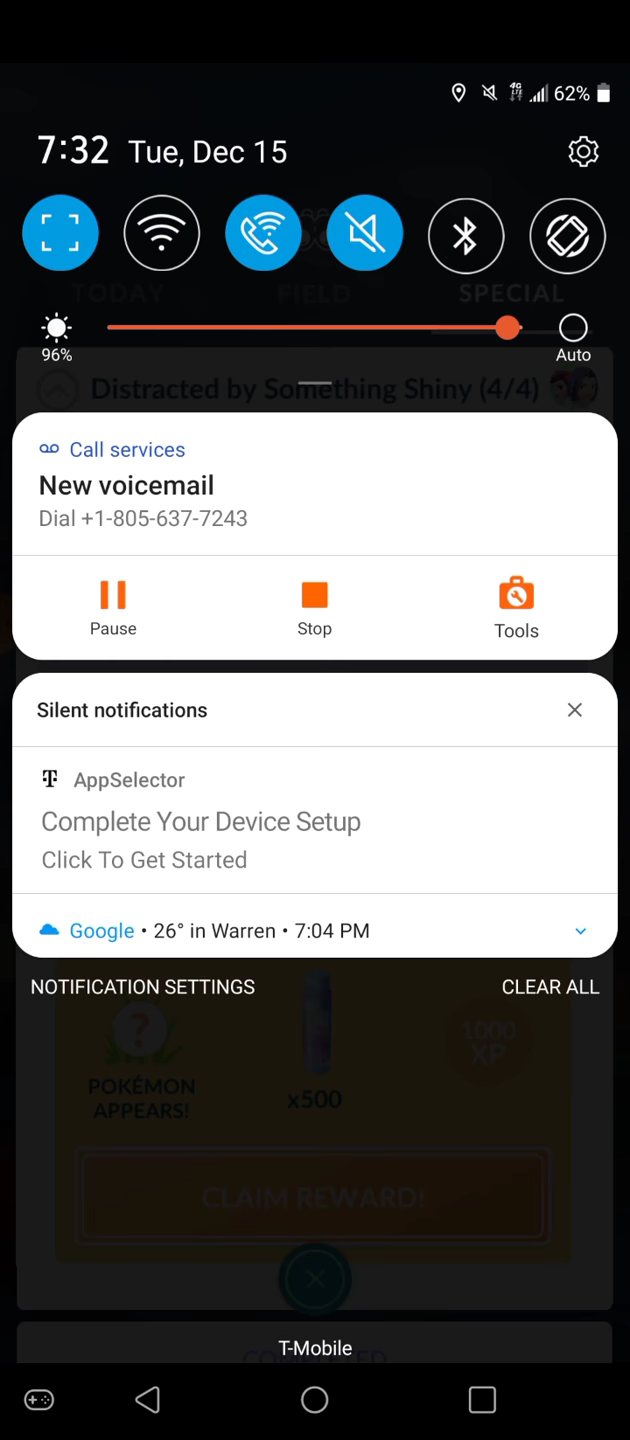 4G
LTE
62%
7:32 Tue, Dec 15
TODAY FIELD SPECIAL
96% Auto
Distracted by Something Shiny (4/4)
Call services
New voicemail
Dial +1-805-637-7243
Pause Stop Tools
Silent notifications
T AppSelector
Complete Your Device Setup
Click To Get Started
Google • 26° in Warren • 7:04 PM
NOTIFICATION SETTINGS CLEAR ALL
?
1000
XP
POKÉMON
APPEARS!
x500
CLAIM REWARD!
T-Mobile
COMPLETED